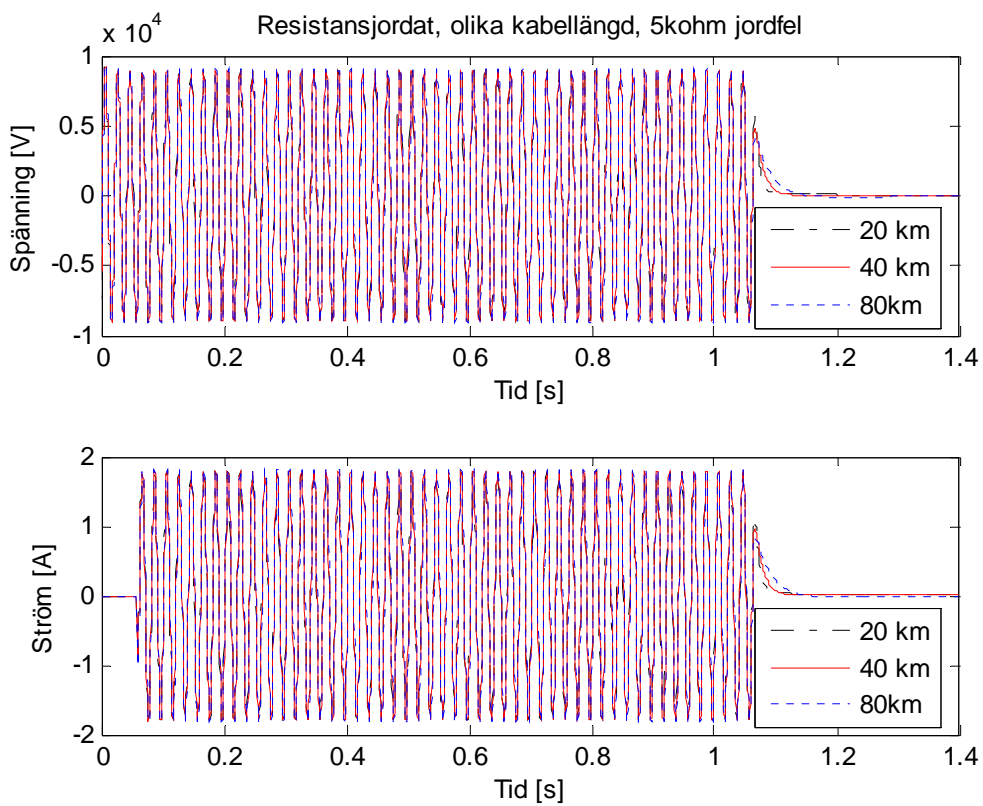 Resistansjordat, olika kabellängd, 5kohm jordfel
x 10^4
1
0.5
0
-0.5
-1
Spänning [V]
0 0.2 0.4 0.6 0.8 1 1.2 1.4
Tid [s]
20 km
40 km
80km
2
1
0
-1
-2
Ström [A]
0 0.2 0.4 0.6 0.8 1 1.2 1.4
Tid [s]
20 km
40 km
80km